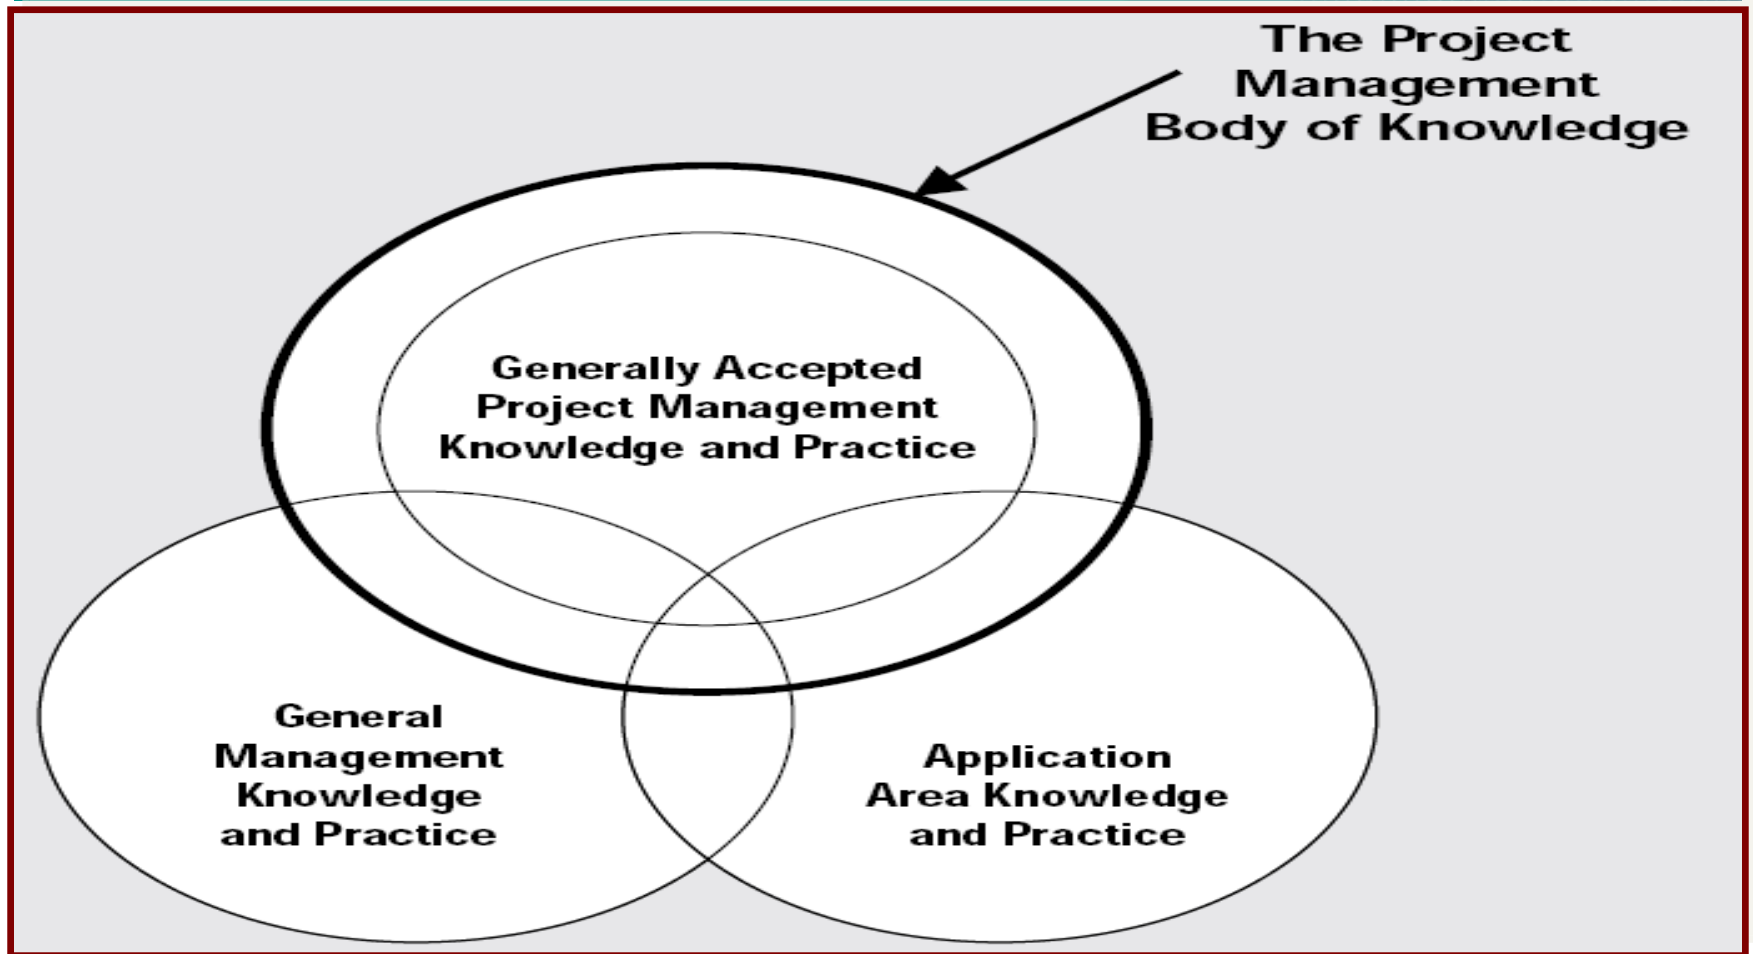 The Project
Management
Body of Knowledge
Generally Accepted
Project Management
Knowledge and Practice
General
Management
Knowledge
and Practice
Application
Area Knowledge
and Practice